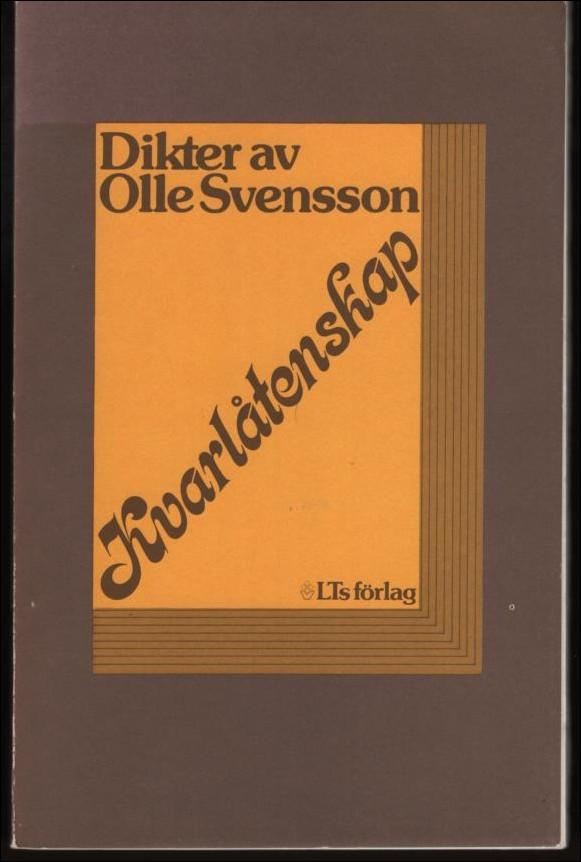 Dikter av
Olle Svensson
Kvarlåtenskap
LTs förlag